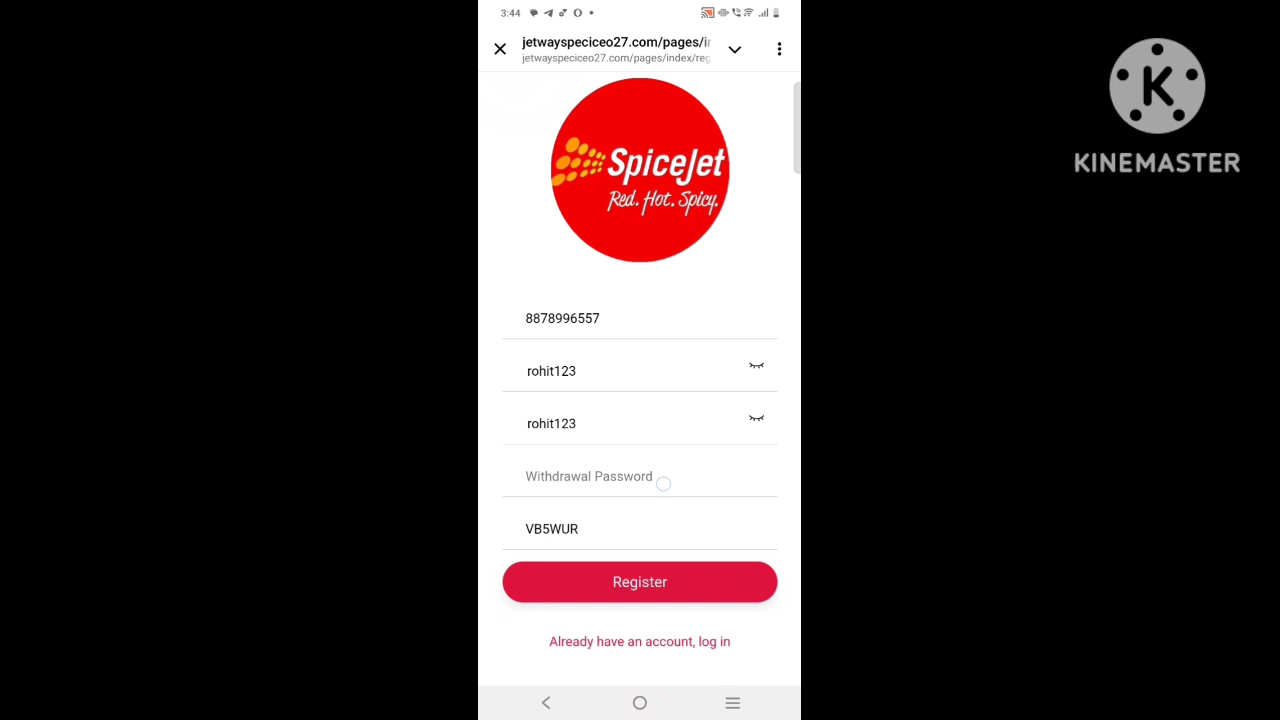 3:44
jetwayspeciceo27.com/pages/i
jetwayspeciceo27.com/pages/index/reg
SpiceJet
Red. Hot. Spicy.
8878996557
rohit123
rohit123
Withdrawal Password
VB5WUR
Register
Already have an account, log in
K
KINEMASTER